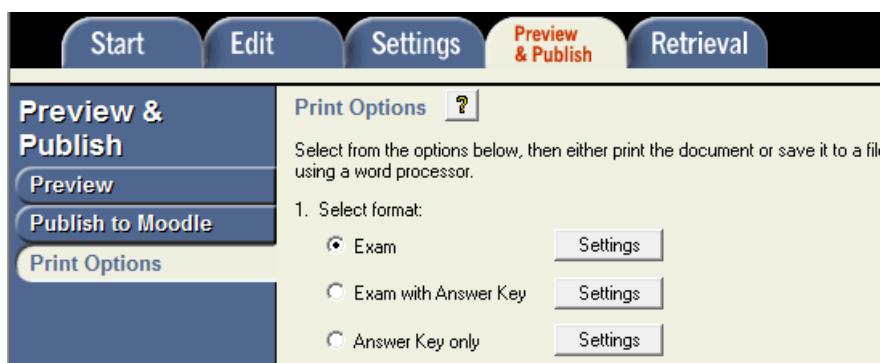 Start
Edit
Settings
Preview
& Publish
Retrieval
Preview &
Publish
Preview
Publish to Moodle
Print Options
Print Options ?
Select from the options below, then either print the document or save it to a file
using a word processor.
1. Select format:
Exam Settings
Exam with Answer Key Settings
Answer Key only Settings